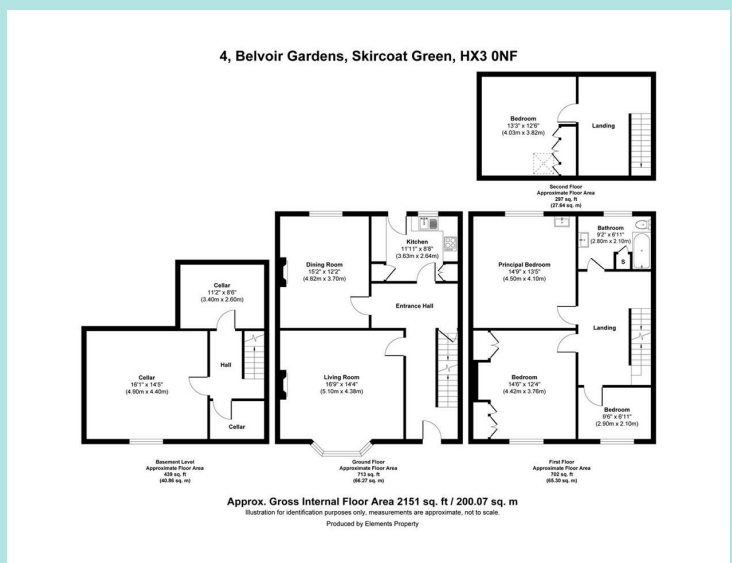 4, Belvoir Gardens, Skircoat Green, HX3 0NF
Bedroom
13'3" x 12'6"
(4.03m x 3.82m)
Landing
Second Floor
Approximate Floor Area
297 sq. ft
(27.64 sq. m)
Cellar
11'2" x 8'6"
(3.40m x 2.60m)
Cellar
16'1" x 14'5"
(4.90m x 4.40m)
Hall
Cellar
Basement Level
Approximate Floor Area
439 sq. ft
(40.86 sq. m)
Dining Room
15'2" x 12'2"
(4.62m x 3.70m)
Kitchen
11'11" x 8'8"
(3.63m x 2.64m)
Entrance Hall
Living Room
16'9" x 14'4"
(5.10m x 4.38m)
Ground Floor
Approximate Floor Area
713 sq. ft
(66.27 sq. m)
Principal Bedroom
14'9" x 13'5"
(4.50m x 4.10m)
Bathroom
9'2" x 6'11"
(2.80m x 2.10m)
S
Landing
Bedroom
14'6" x 12'4"
(4.42m x 3.76m)
Bedroom
9'6" x 6'11"
(2.90m x 2.10m)
First Floor
Approximate Floor Area
702 sq. ft
(65.30 sq. m)
Approx. Gross Internal Floor Area 2151 sq. ft / 200.07 sq. m
Illustration for identification purposes only, measurements are approximate, not to scale.
Produced by Elements Property